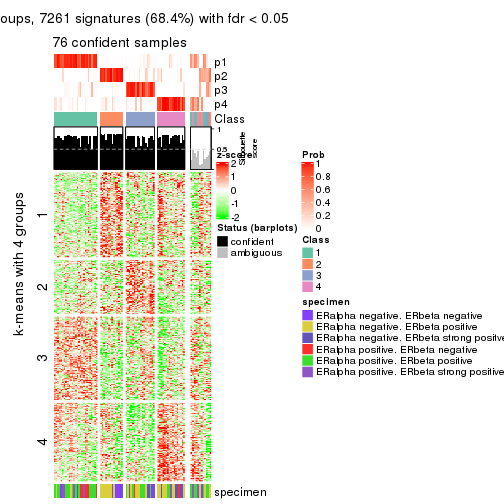 oups, 7261 signatures (68.4%) with fdr < 0.05
76 confident samples
p1
p2
p3
p4
Class
1
0.5
0
Silhouette
score
k-means with 4 groups
1
2
3
4
z-score
2
1
0
-1
-2
Status (barplots)
confident
ambiguous
Prob
1
0.8
0.6
0.4
0.2
0
Class
1
2
3
4
specimen
ERalpha negative. ERbeta negative
ERalpha negative. ERbeta positive
ERalpha negative. ERbeta strong positive
ERalpha positive. ERbeta negative
ERalpha positive. ERbeta positive
ERalpha positive. ERbeta strong positive
specimen